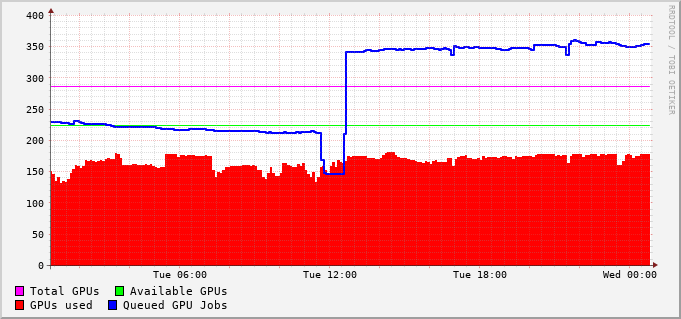 400
350
300
250
200
150
100
50
0
Tue 06:00 Tue 12:00 Tue 18:00 Wed 00:00
Total GPUs Available GPUs
GPUs used Queued GPU Jobs
RRDTOOL / TOBI OETIKER